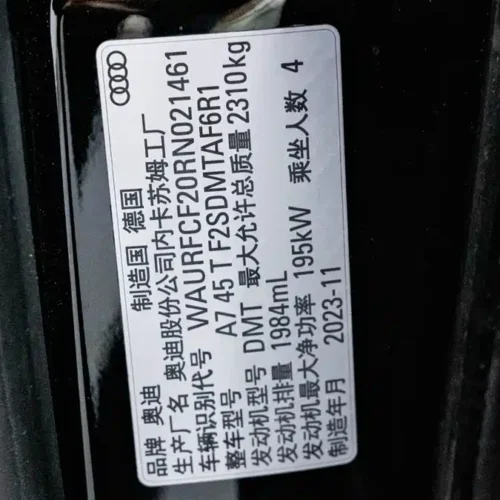 品牌 奥迪 制造国 德国
生产厂名 奥迪股份公司内卡苏姆工厂
车辆识别代号 WAURFCF20RN021461
整车型号 A7 45 T F2SDMTAF6R1
发动机型号 DMT 最大允许总质量 2310kg
发动机排量 1984mL
发动机最大净功率 195kW 乘坐人数 4
制造年月 2023-11